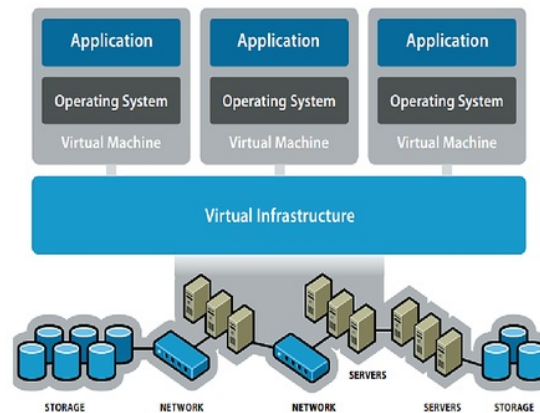 Application
Application
Application
Operating System
Operating System
Operating System
Virtual Machine
Virtual Machine
Virtual Machine
Virtual Infrastructure
SERVERS
STORAGE
NETWORK
NETWORK
SERVERS
STORAGE